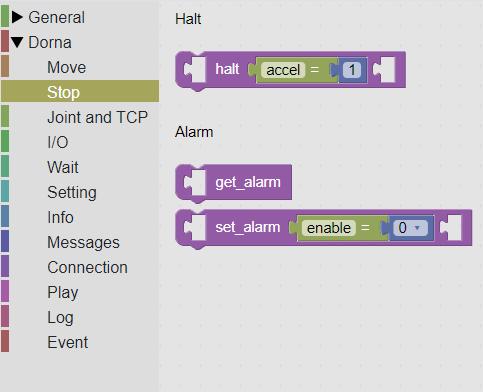 General
Dorna
Move
Stop
Joint and TCP
I/O
Wait
Setting
Info
Messages
Connection
Play
Log
Event
Halt
halt accel = 1
Alarm
get_alarm
set_alarm enable = 0